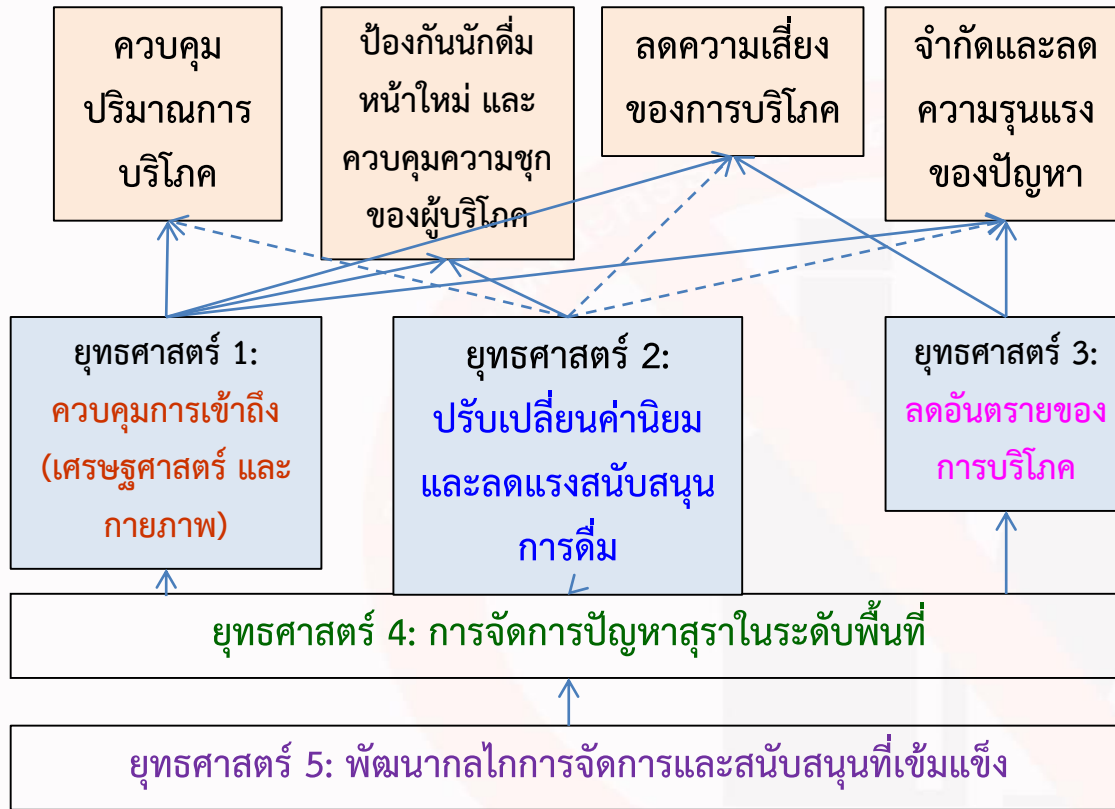 ควบคุม
ปริมาณการ
บริโภค
ป้องกันนักดื่ม
หน้าใหม่ และ
ควบคุมความชุก
ของผู้บริโภค
ลดความเสี่ยง
ของการบริโภค
จำกัดและลด
ความรุนแรง
ของปัญหา
ยุทธศาสตร์ 1:
ควบคุมการเข้าถึง
(เศรษฐศาสตร์ และ
กายภาพ)
ยุทธศาสตร์ 2:
ปรับเปลี่ยนค่านิยม
และลดแรงสนับสนุน
การดื่ม
ยุทธศาสตร์ 3:
ลดอันตรายของ
การบริโภค
ยุทธศาสตร์ 4: การจัดการปัญหาสุราในระดับพื้นที่
ยุทธศาสตร์ 5: พัฒนากลไกการจัดการและสนับสนุนที่เข้มแข็ง